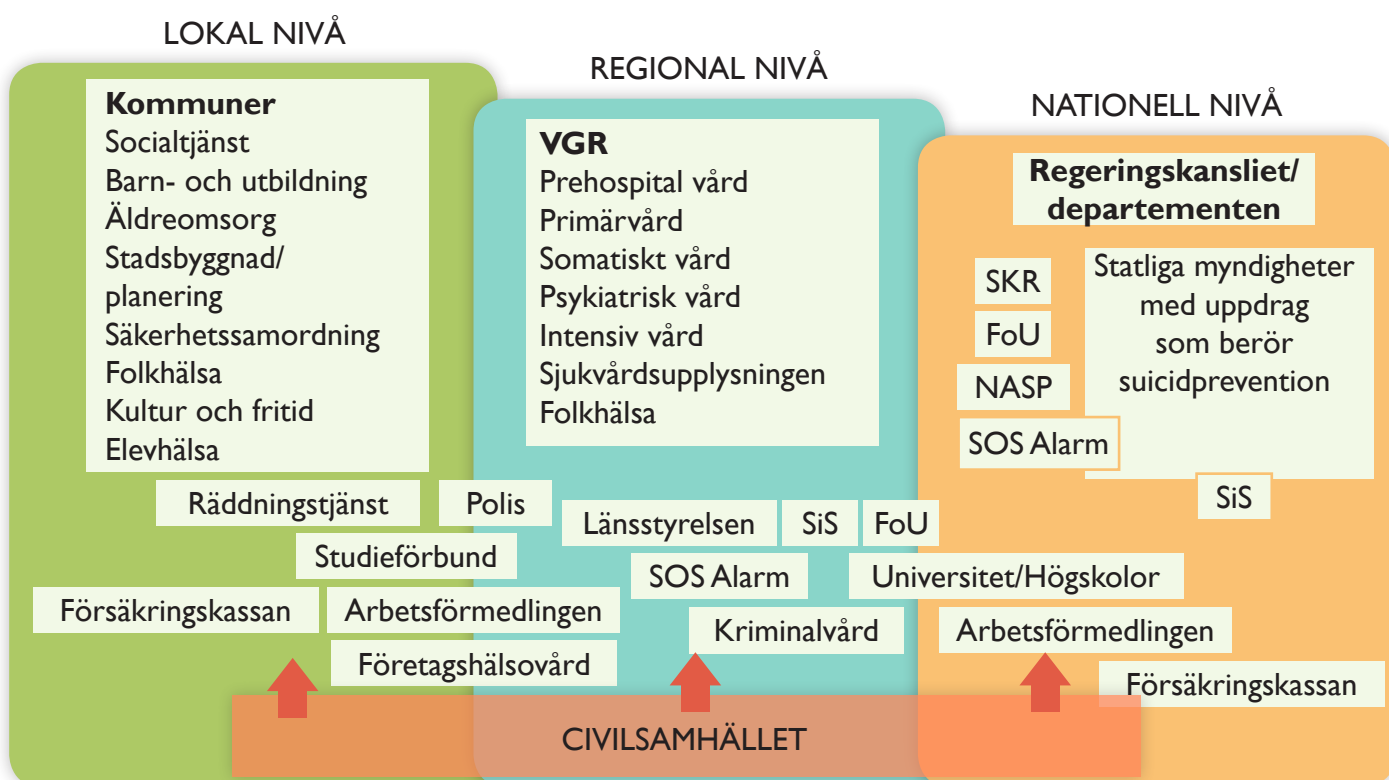 LOKAL NIVÅ
Kommuner
Socialtjänst
Barn- och utbildning
Äldreomsorg
Stadsbyggnad/
planering
Säkerhetssamordning
Folkhälsa
Kultur och fritid
Elevhälsa
REGIONAL NIVÅ
VGR
Prehospital vård
Primärvård
Somatiskt vård
Psykiatrisk vård
Intensiv vård
Sjukvårdsupplysningen
Folkhälsa
NATIONELL NIVÅ
Regeringskansliet/
departementen
SKR
FoU
NASP
SOS Alarm
Statliga myndigheter
med uppdrag
som berör
suicidprevention
SiS
Räddningstjänst
Polis
Länsstyrelsen
SiS
FoU
Studieförbund
SOS Alarm
Universitet/Högskolor
Försäkringskassan
Arbetsförmedlingen
Kriminalvård
Arbetsförmedlingen
Företagshälsovård
Försäkringskassan
CIVILSAMHÄLLET